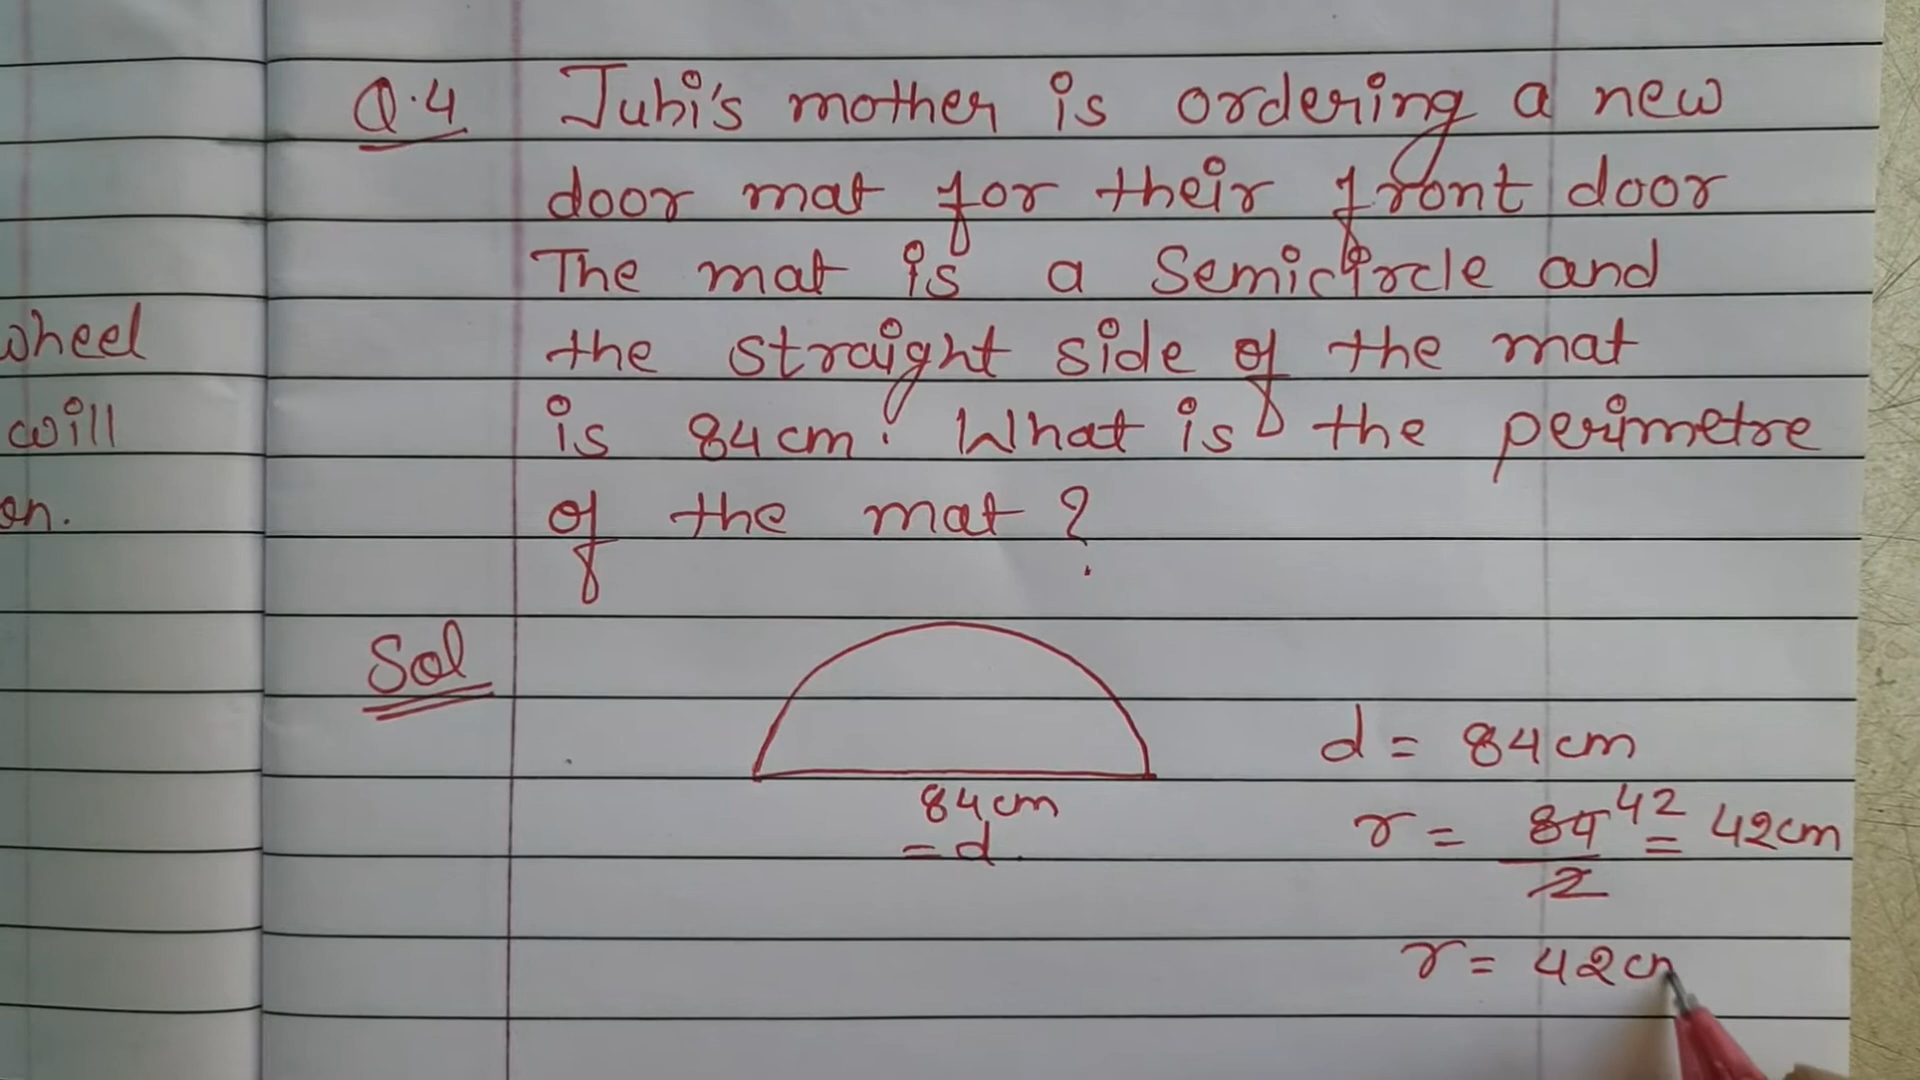 wheel
will
on.
Q.4 Juhi's mother is ordering a new
door mat for their front door
The mat is a Semicircle and
the straight side of the mat
is 84cm. What is the perimetre
of the mat ?
Sol
84cm
= d
d = 84cm
r = 84/2 42 = 42cm
r = 42cm